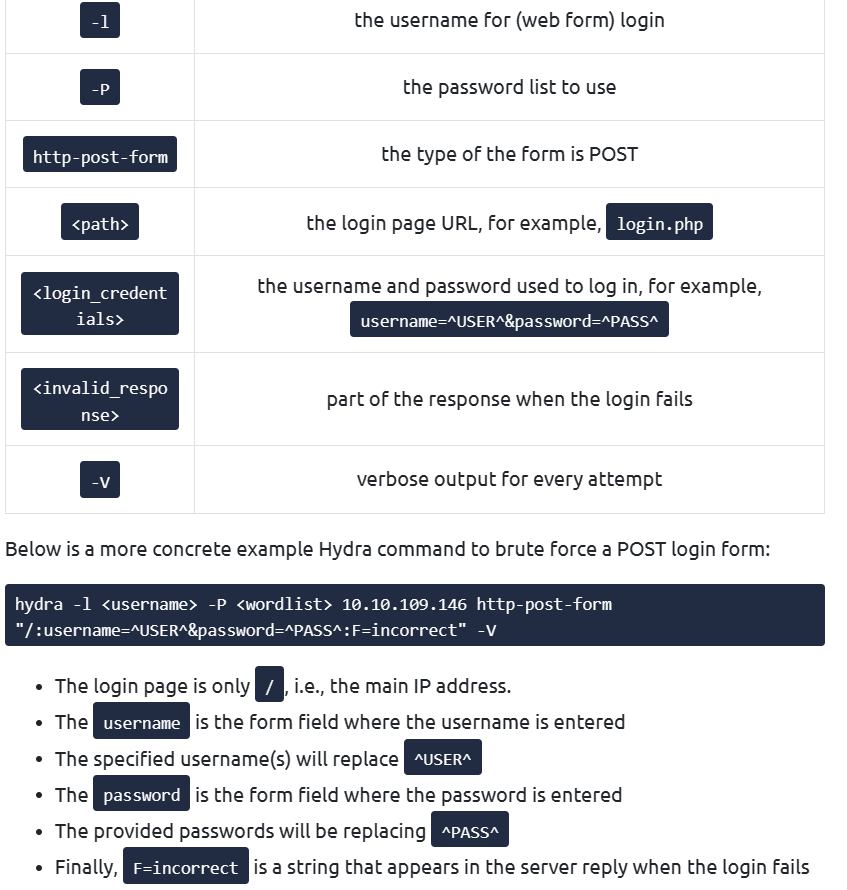 -l the username for (web form) login
-P the password list to use
http-post-form the type of the form is POST
<path> the login page URL, for example, login.php
<login_credent
ials>
the username and password used to log in, for example,
username=^USER^&password=^PASS^
<invalid_respo
nse>
part of the response when the login fails
-V verbose output for every attempt
Below is a more concrete example Hydra command to brute force a POST login form:
hydra -l <username> -P <wordlist> 10.10.109.146 http-post-form
"/:username=^USER^&password=^PASS^:F=incorrect" -V
• The login page is only /, i.e., the main IP address.
• The username is the form field where the username is entered
• The specified username(s) will replace ^USER^
• The password is the form field where the password is entered
• The provided passwords will be replacing ^PASS^
• Finally, F=incorrect is a string that appears in the server reply when the login fails